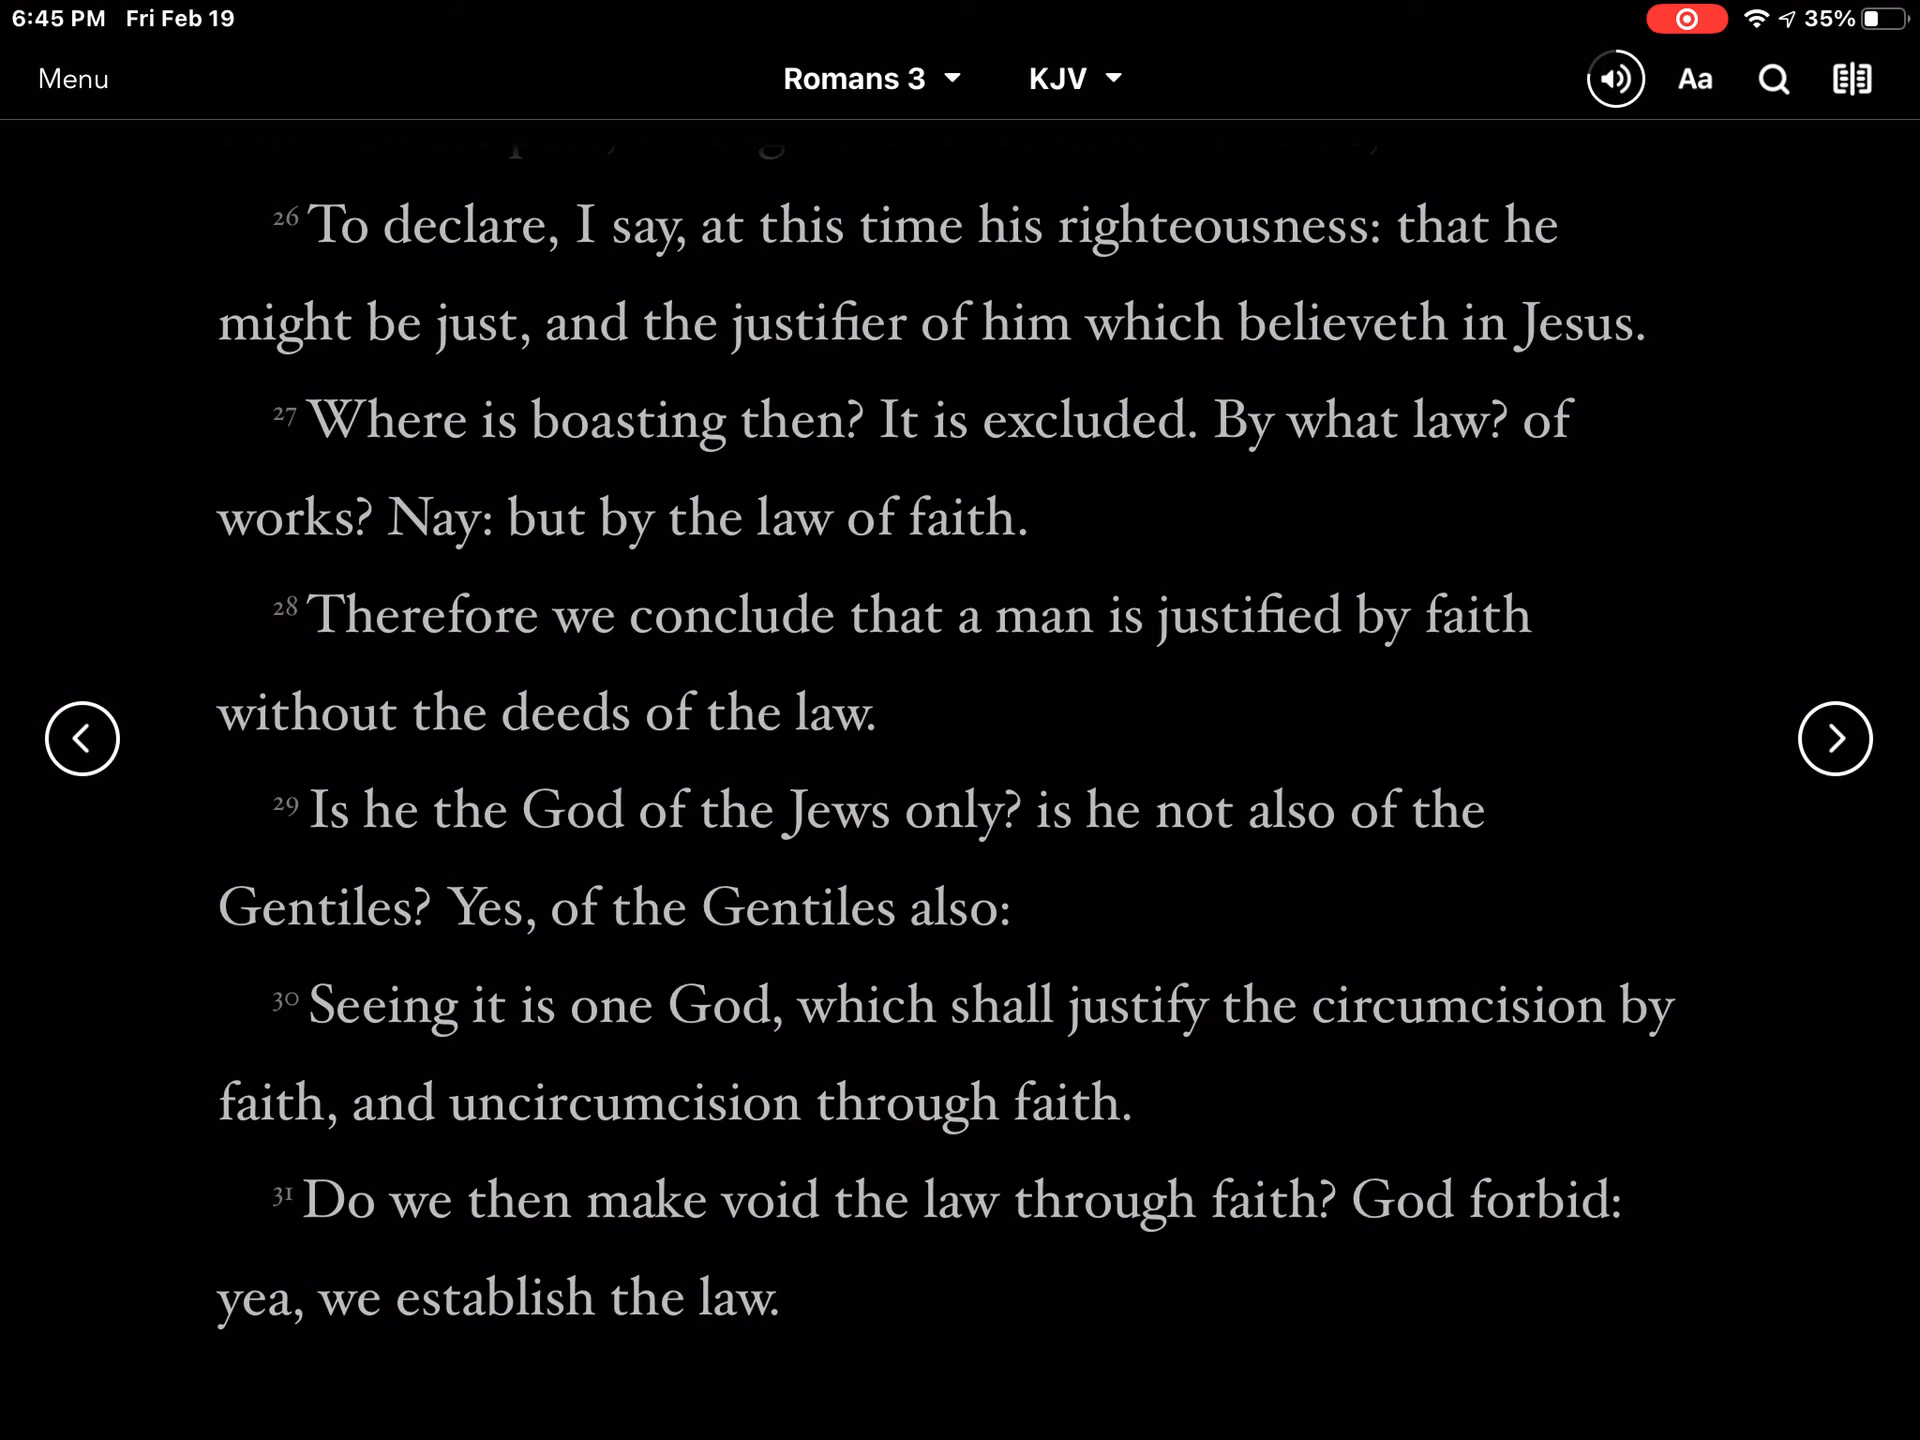 6:45 PM Fri Feb 19 35%
Menu Romans 3 KJV Aa
26 To declare, I say, at this time his righteousness: that he
might be just, and the justifier of him which believeth in Jesus.
27 Where is boasting then? It is excluded. By what law? of
works? Nay: but by the law of faith.
28 Therefore we conclude that a man is justified by faith
without the deeds of the law.
29 Is he the God of the Jews only? is he not also of the
Gentiles? Yes, of the Gentiles also:
30 Seeing it is one God, which shall justify the circumcision by
faith, and uncircumcision through faith.
31 Do we then make void the law through faith? God forbid:
yea, we establish the law.